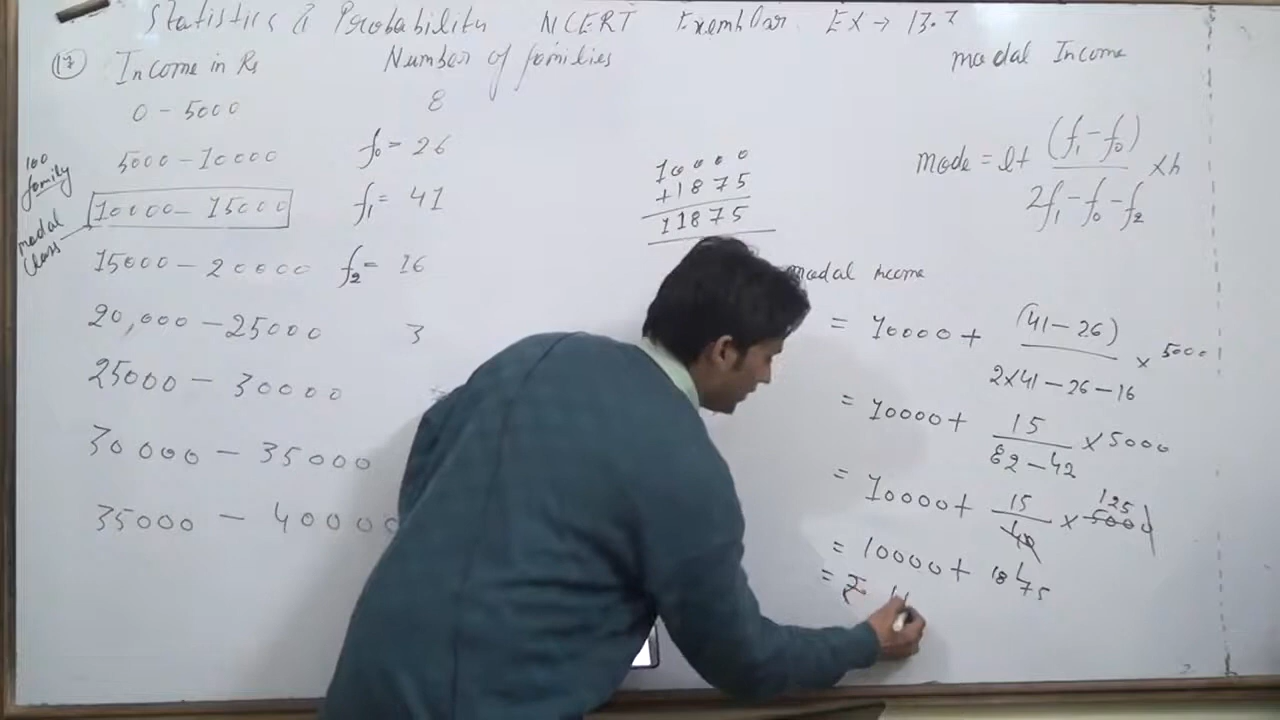 Statistics & Probability NCERT Exemblar EX → 13.3
17 Income in Rs Number of families
0 - 5000 8
5000 - 10000 f₀ = 26
10000 - 15000 f₁ = 41
15000 - 20000 f₂ = 16
20,000 - 25000 3
25000 - 30000
30000 - 35000
35000 - 4000
100 family
modal class
10000
+1875
11875
modal Income
mode = l+ (f₁-f₀) / 2f₁-f₀-f₂ ×h
modal income
= 10000 + (41-26) / 2×41-26-16 × 5000
= 10000 + 15 / 82-42 × 5000
= 10000 + 15 / 40 × 5000 125
= 10000 + 1875
= ₹ 11